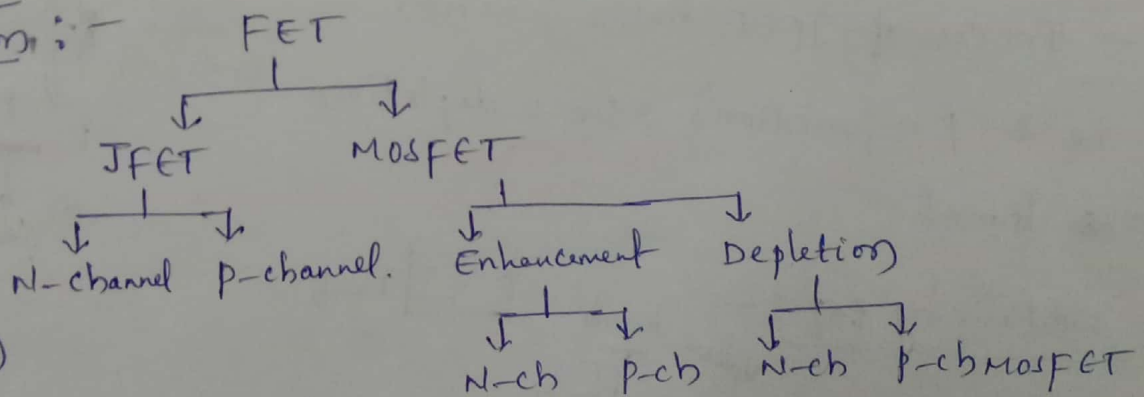 FET
JFET MOSFET
N-channel P-channel. Enhancement Depletion
N-ch P-ch N-ch P-ch MOSFET